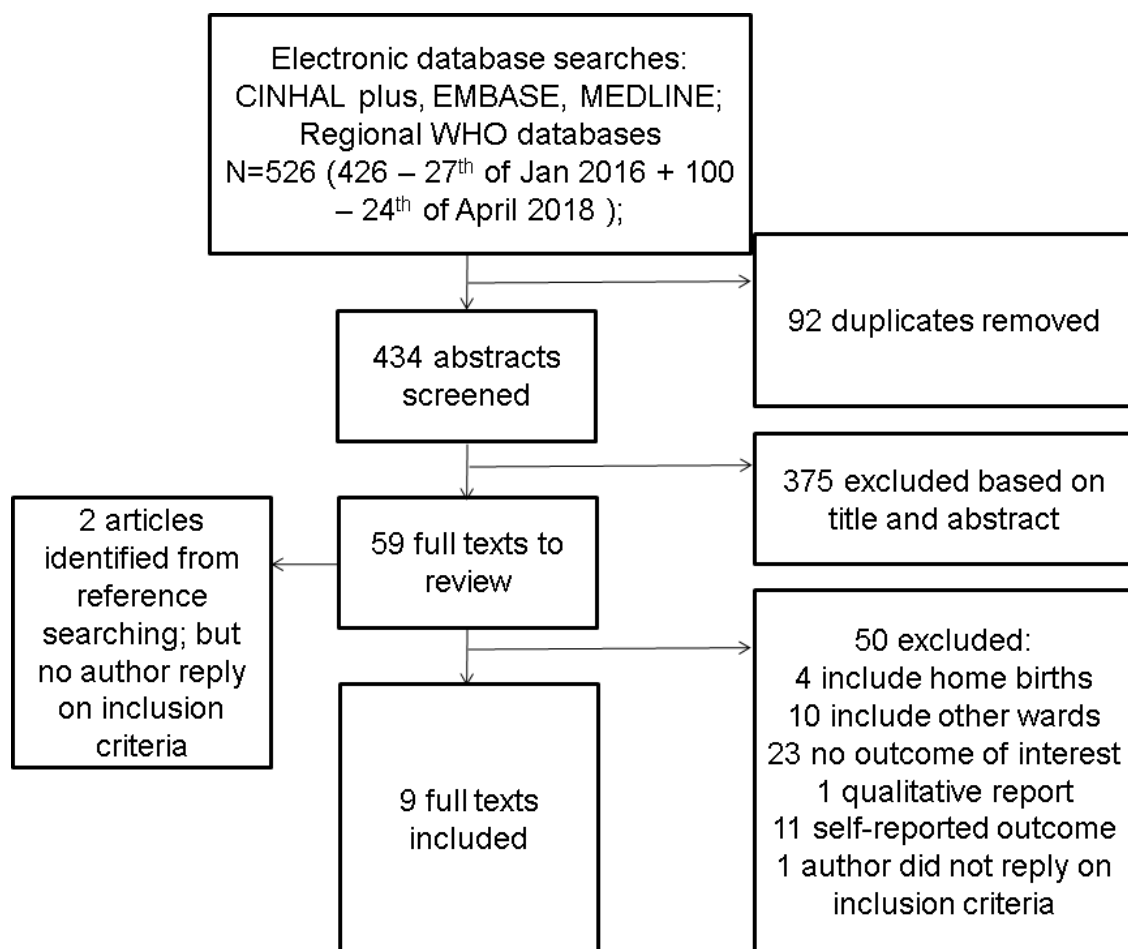 Electronic database searches:
CINHAL plus, EMBASE, MEDLINE;
Regional WHO databases
N=526 (426 – 27th of Jan 2016 + 100
– 24th of April 2018 );
92 duplicates removed
434 abstracts
screened
375 excluded based on
title and abstract
59 full texts to
review
2 articles
identified from
reference
searching; but
no author reply
on inclusion
criteria
50 excluded:
4 include home births
10 include other wards
23 no outcome of interest
1 qualitative report
11 self-reported outcome
1 author did not reply on
inclusion criteria
9 full texts
included